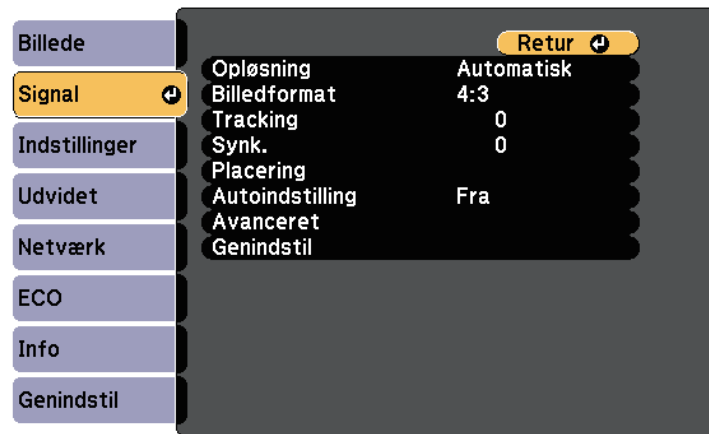 Billede
Signal
Indstillinger
Udvidet
Netværk
ECO
Info
Genindstil
Retur
Opløsning Automatisk
Billedformat 4:3
Tracking 0
Synk. 0
Placering
Autoindstilling Fra
Avanceret
Genindstil